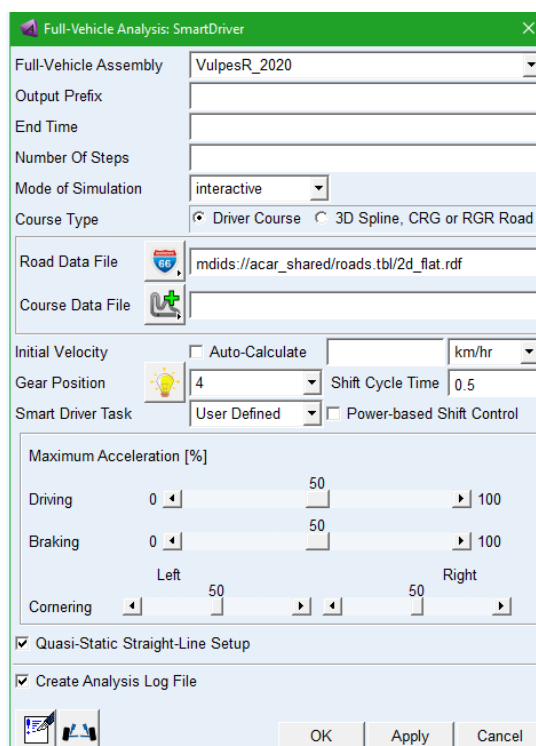 Full-Vehicle Analysis: SmartDriver
Full-Vehicle Assembly VulpesR_2020
Output Prefix
End Time
Number Of Steps
Mode of Simulation interactive
Course Type Driver Course 3D Spline, CRG or RGR Road
Road Data File 66 mdids://acar_shared/roads.tbl/2d_flat.rdf
Course Data File
Initial Velocity Auto-Calculate km/hr
Gear Position 4 Shift Cycle Time 0.5
Smart Driver Task User Defined Power-based Shift Control
Maximum Acceleration [%]
50
Driving 0 100
50
Braking 0 100
Left Right
50 50
Cornering
Quasi-Static Straight-Line Setup
Create Analysis Log File
OK Apply Cancel